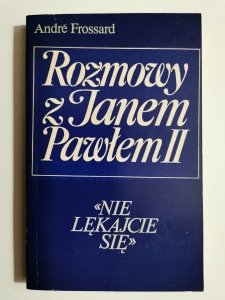 André Frossard
Rozmowy
z Janem
Pawłem II
«NIE
LĘKAJCIE
SIĘ»